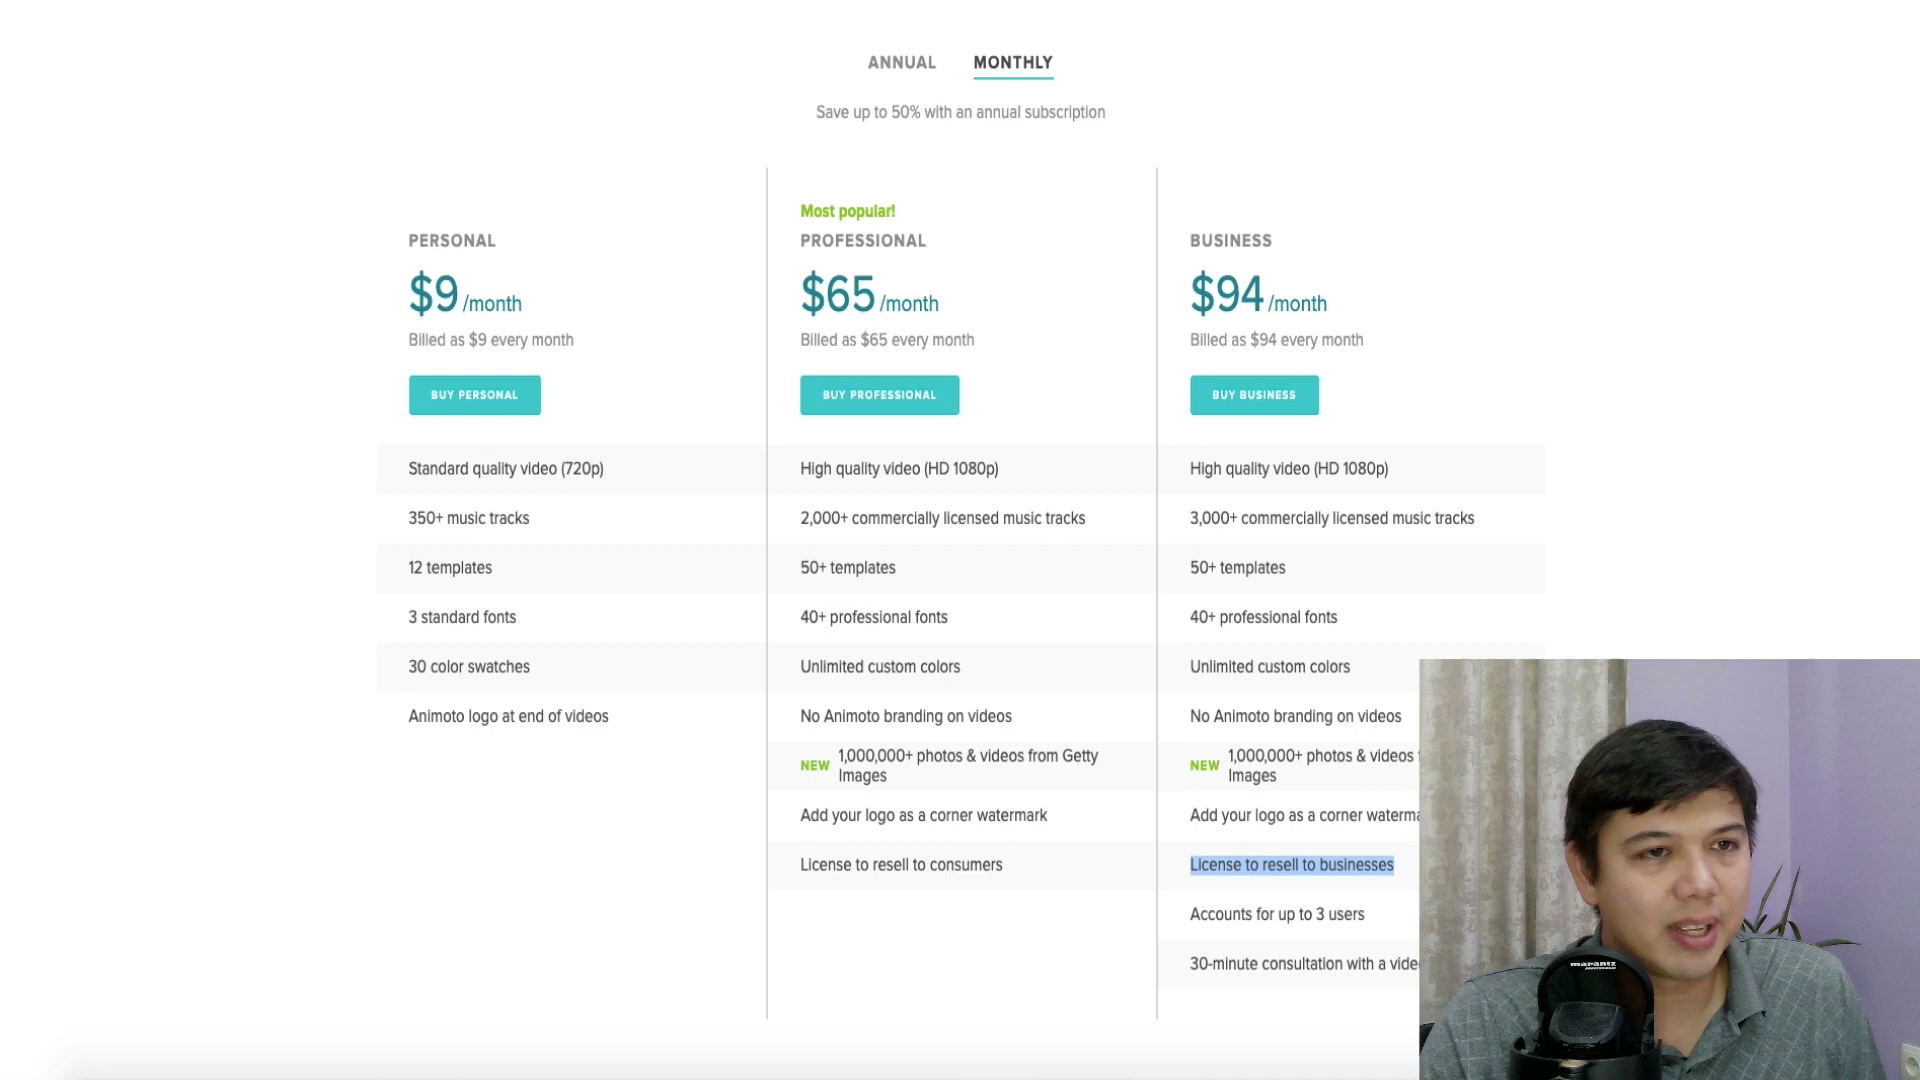 ANNUAL MONTHLY
Save up to 50% with an annual subscription
PERSONAL
$9 /month
Billed as $9 every month
BUY PERSONAL
Standard quality video (720p)
350+ music tracks
12 templates
3 standard fonts
30 color swatches
Animoto logo at end of videos
Most popular!
PROFESSIONAL
$65 /month
Billed as $65 every month
BUY PROFESSIONAL
High quality video (HD 1080p)
2,000+ commercially licensed music tracks
50+ templates
40+ professional fonts
Unlimited custom colors
No Animoto branding on videos
NEW 1,000,000+ photos & videos from Getty
Images
Add your logo as a corner watermark
License to resell to consumers
BUSINESS
$94 /month
Billed as $94 every month
BUY BUSINESS
High quality video (HD 1080p)
3,000+ commercially licensed music tracks
50+ templates
40+ professional fonts
Unlimited custom colors
No Animoto branding on videos
NEW 1,000,000+ photos & videos
Images
Add your logo as a corner waterma
License to resell to businesses
Accounts for up to 3 users
30-minute consultation with a vide
marantz